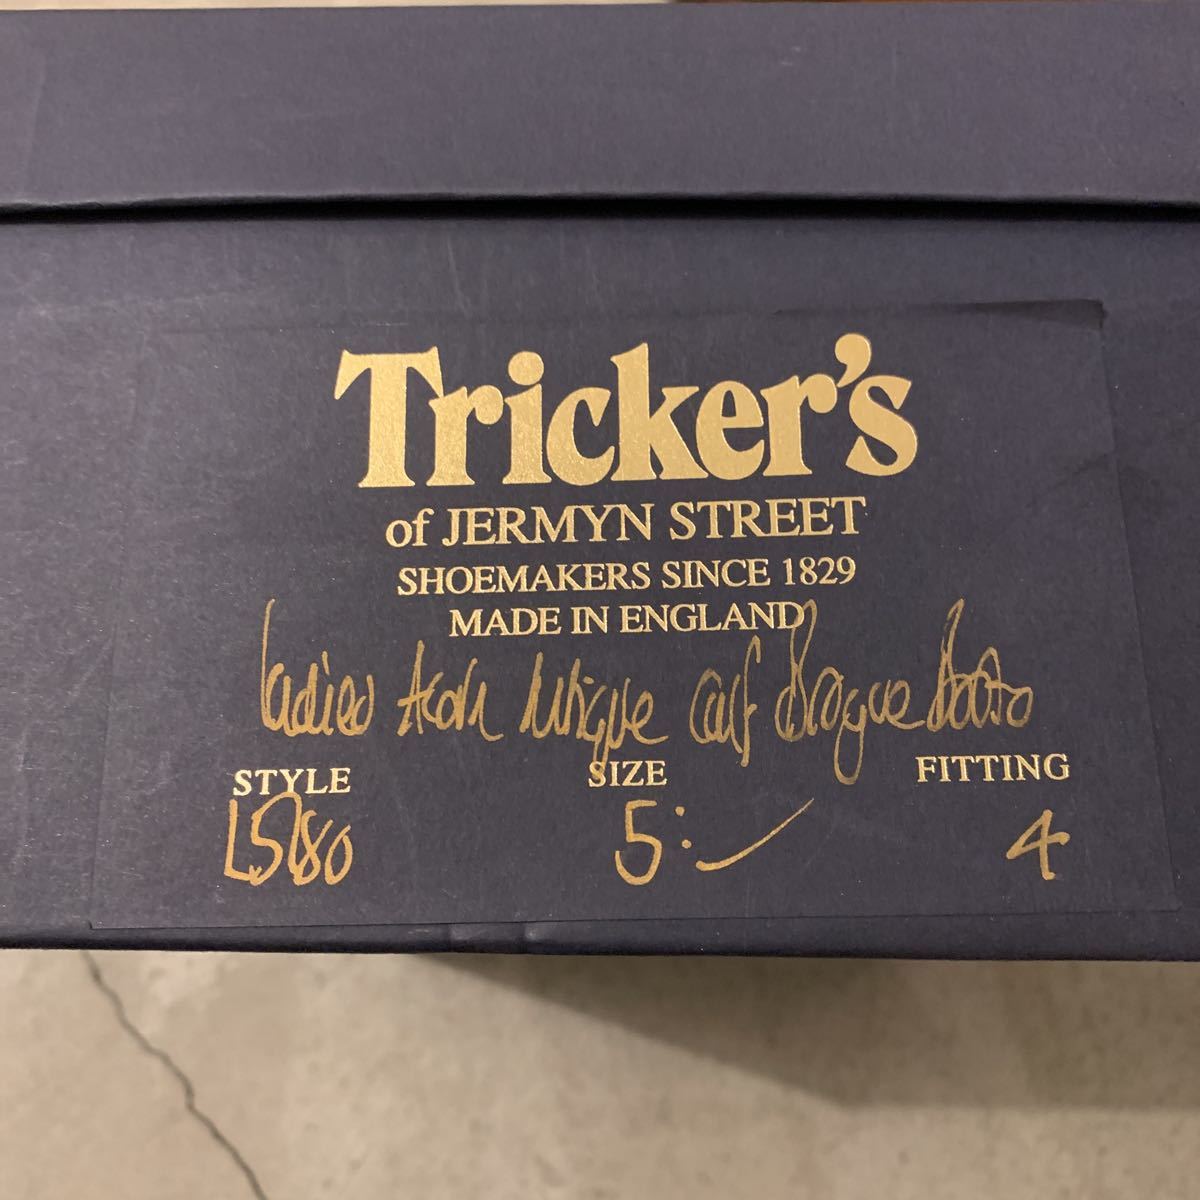 Tricker's
of JERMYN STREET
SHOEMAKERS SINCE 1829
MADE IN ENGLAND
Ladies Acorn Antique Calf Brogue Boots
STYLE SIZE FITTING
L5180 5:- 4